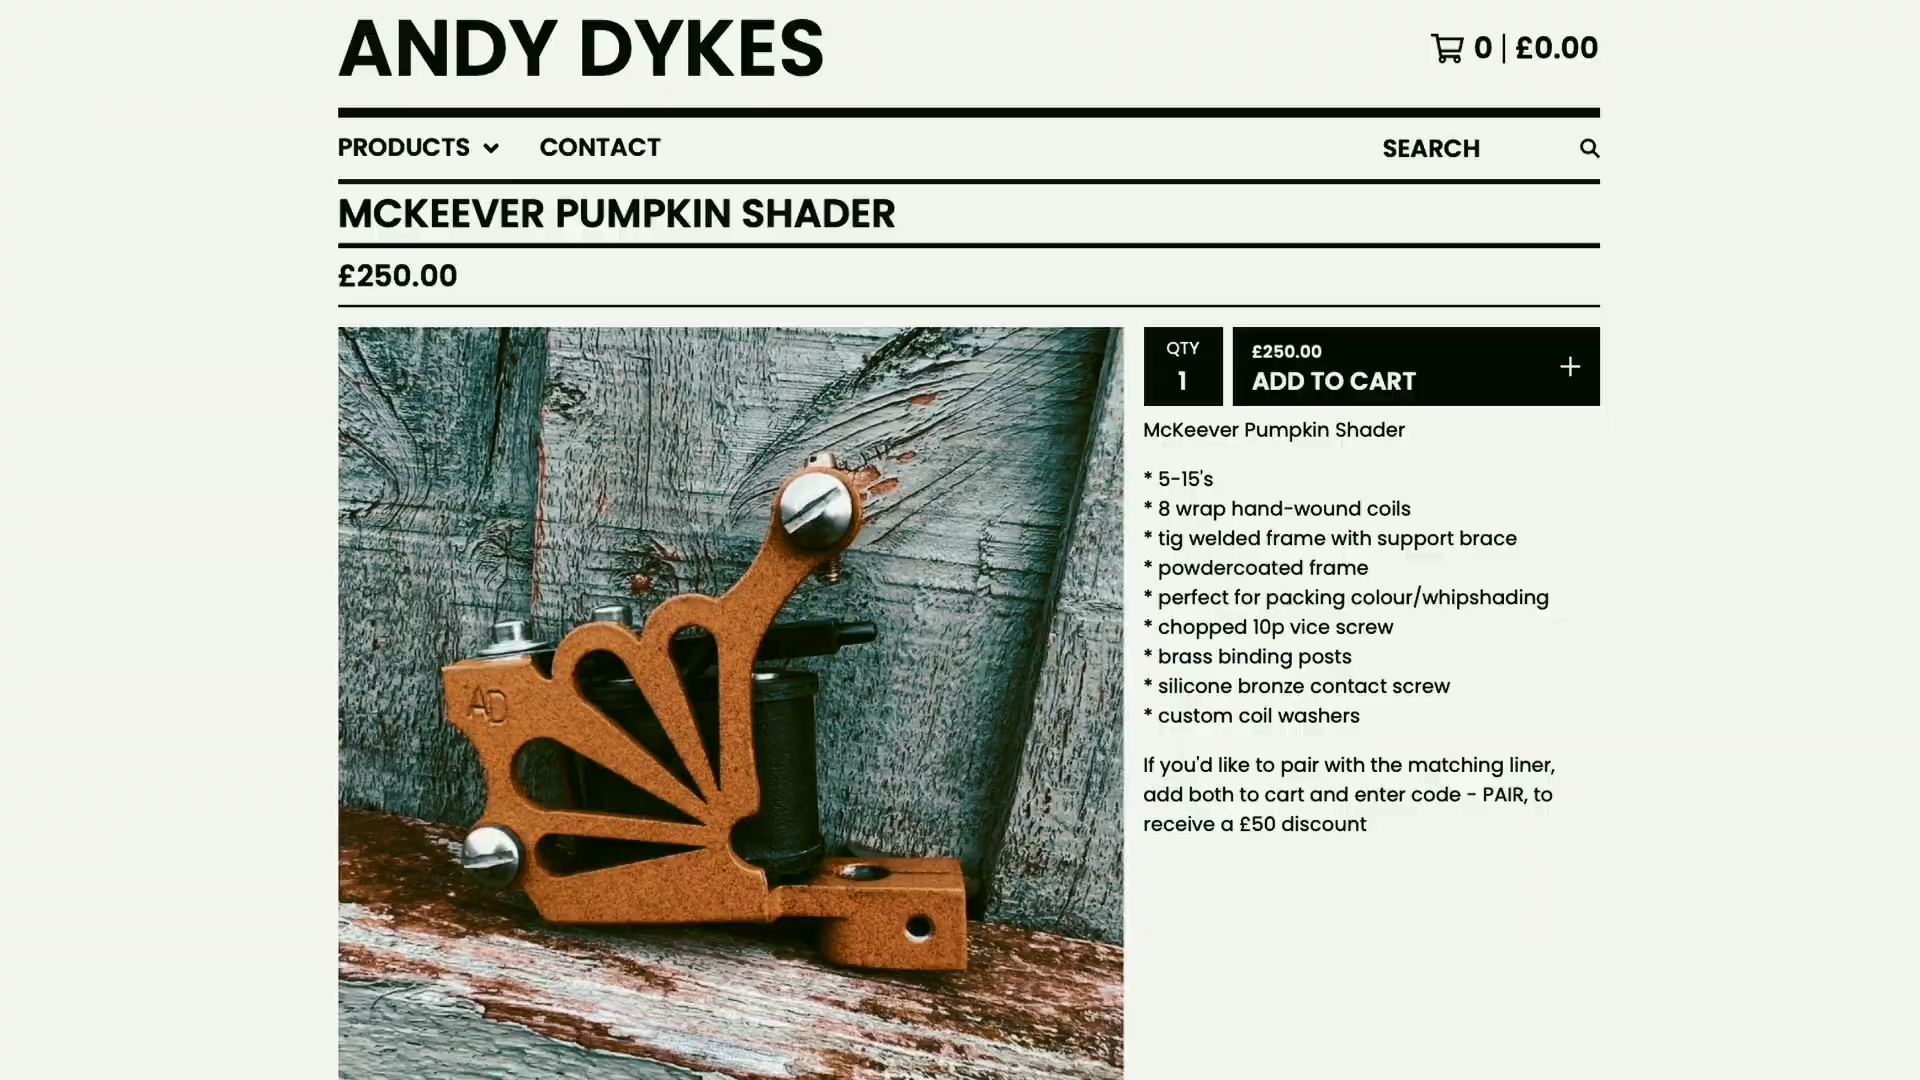 ANDY DYKES
0 | £0.00
PRODUCTS
CONTACT
SEARCH
MCKEEVER PUMPKIN SHADER
£250.00
QTY
1
£250.00
ADD TO CART
+
McKeever Pumpkin Shader
* 5-15's
* 8 wrap hand-wound coils
* tig welded frame with support brace
* powdercoated frame
* perfect for packing colour/whipshading
* chopped 10p vice screw
* brass binding posts
* silicone bronze contact screw
* custom coil washers
If you'd like to pair with the matching liner,
add both to cart and enter code - PAIR, to
receive a £50 discount
AD